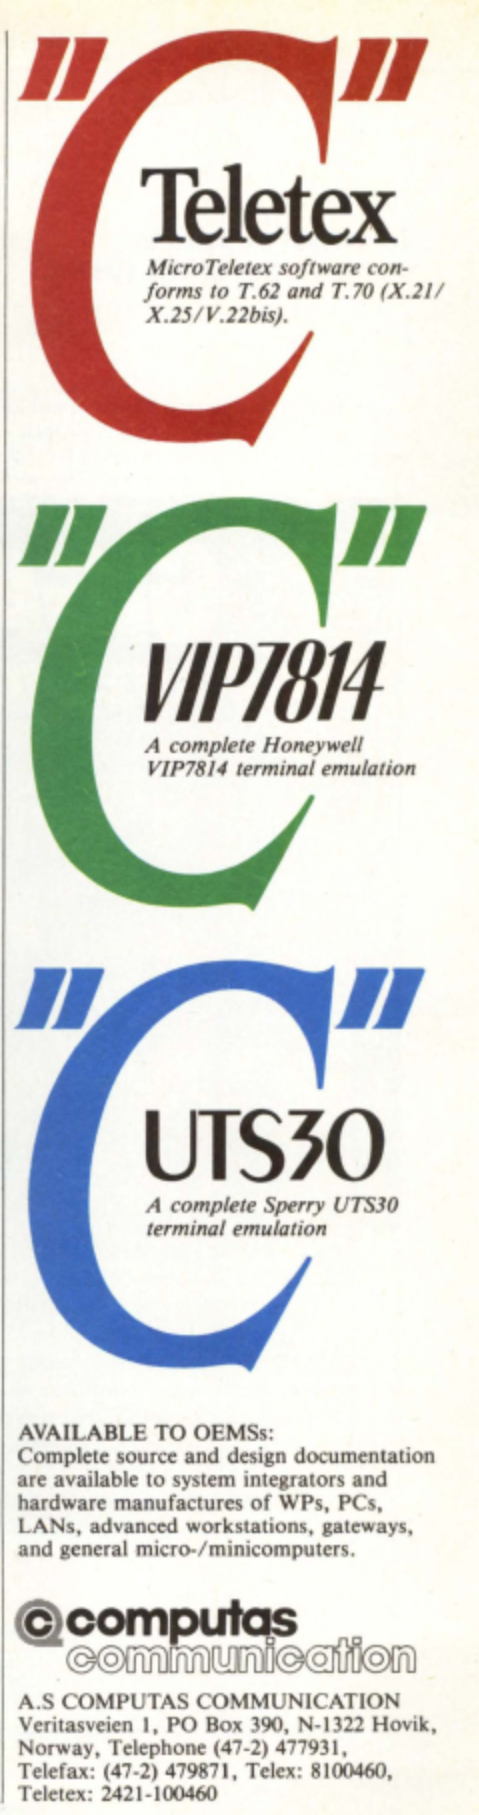 "C"
Teletex
MicroTeletex software con-
forms to T.62 and T.70 (X.21/
X.25/V.22bis).
"C"
VIP7814
A complete Honeywell
VIP7814 terminal emulation
"C"
UTS30
A complete Sperry UTS30
terminal emulation
AVAILABLE TO OEMSs:
Complete source and design documentation
are available to system integrators and
hardware manufactures of WPs, PCs,
LANs, advanced workstations, gateways,
and general micro-/minicomputers.
c computas
communication
A.S COMPUTAS COMMUNICATION
Veritasveien 1, PO Box 390, N-1322 Hovik,
Norway, Telephone (47-2) 477931,
Telefax: (47-2) 479871, Telex: 8100460,
Teletex: 2421-100460